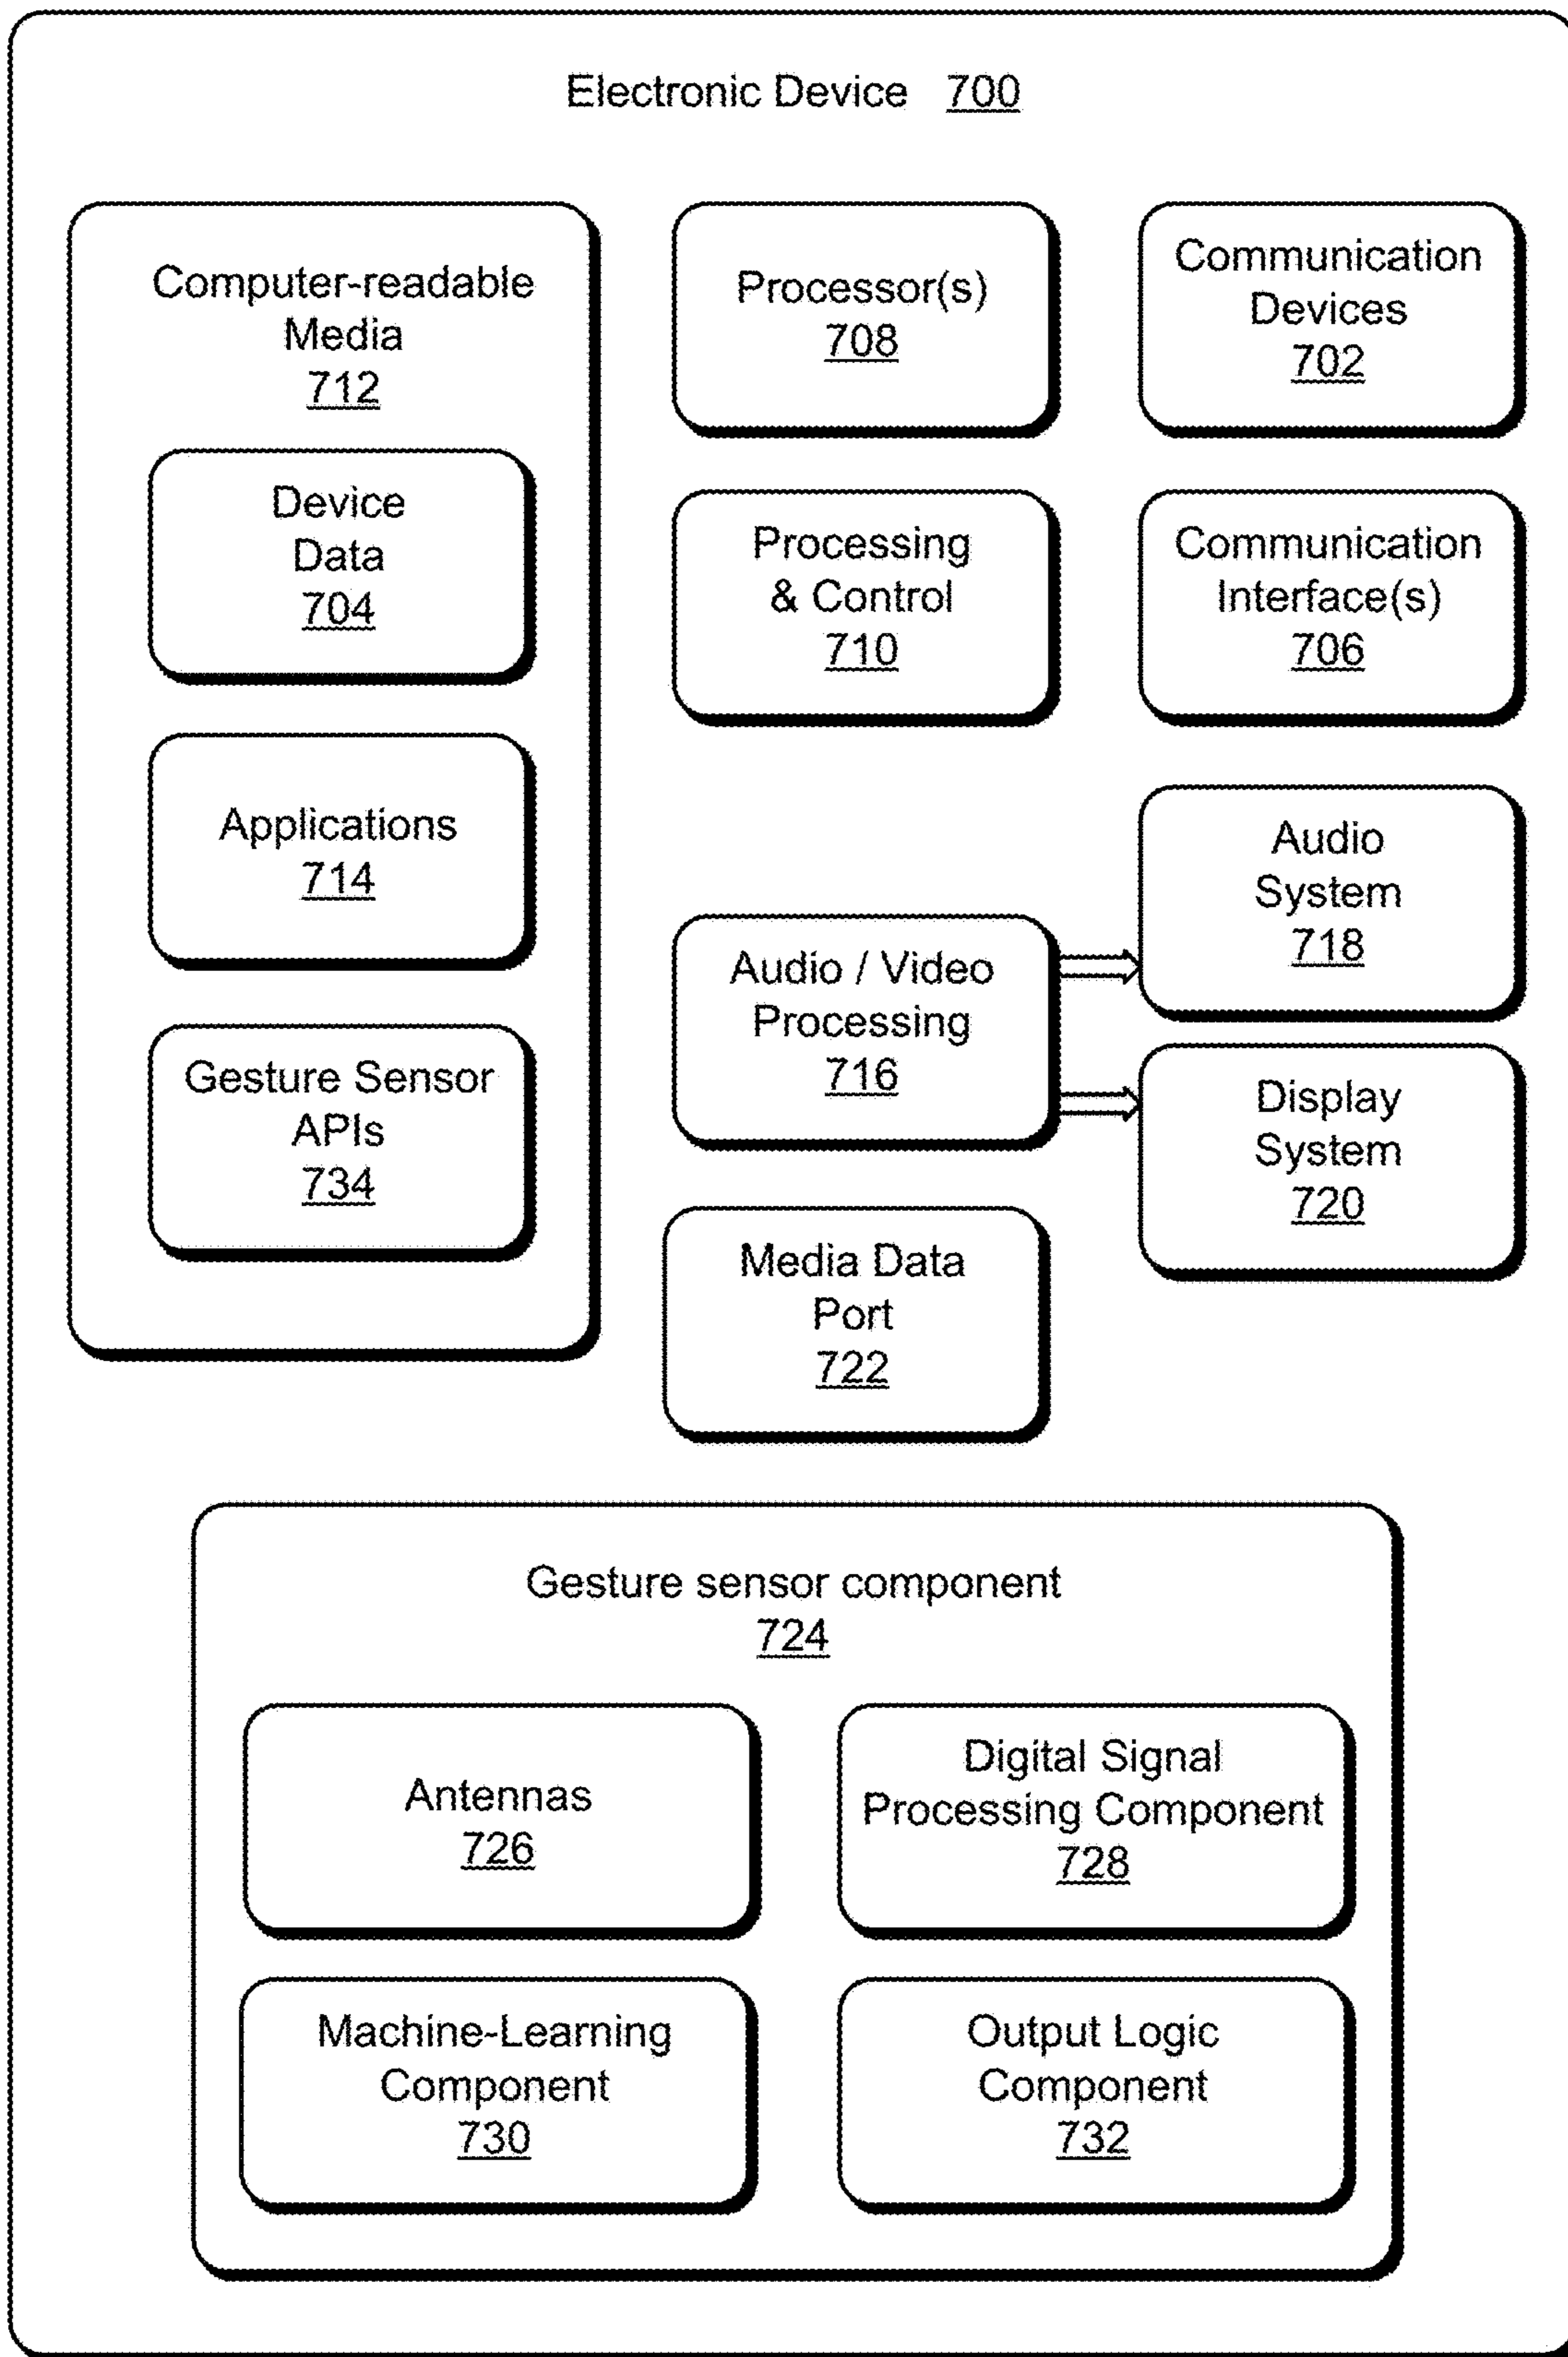 Electronic Device 700
Computer-readable
Media
712
Device
Data
704
Applications
714
Gesture Sensor
APIs
734
Processor(s)
708
Processing
& Control
710
Audio / Video
Processing
716
Media Data
Port
722
Communication
Devices
702
Communication
Interface(s)
706
Audio
System
718
Display
System
720
Gesture sensor component
724
Antennas
726
Digital Signal
Processing Component
728
Machine-Learning
Component
730
Output Logic
Component
732